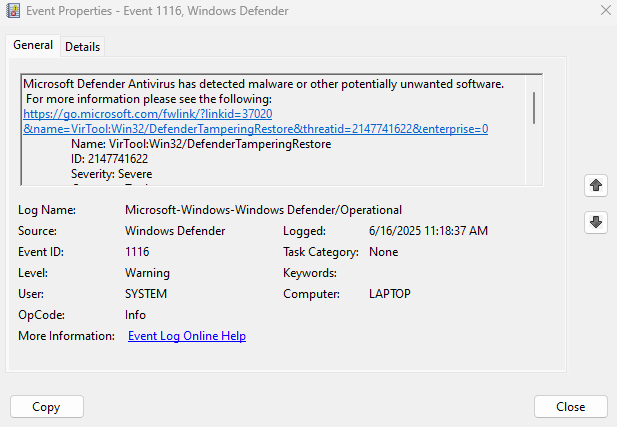 Event Properties - Event 1116, Windows Defender
General Details
Microsoft Defender Antivirus has detected malware or other potentially unwanted software.
For more information please see the following:
https://go.microsoft.com/fwlink/?linkid=37020
&name=VirTool:Win32/DefenderTamperingRestore&threatid=2147741622&enterprise=0
Name: VirTool:Win32/DefenderTamperingRestore
ID: 2147741622
Severity: Severe
Log Name: Microsoft-Windows-Windows Defender/Operational
Source: Windows Defender Logged: 6/16/2025 11:18:37 AM
Event ID: 1116 Task Category: None
Level: Warning Keywords:
User: SYSTEM Computer: LAPTOP
OpCode: Info
More Information: Event Log Online Help
Copy Close